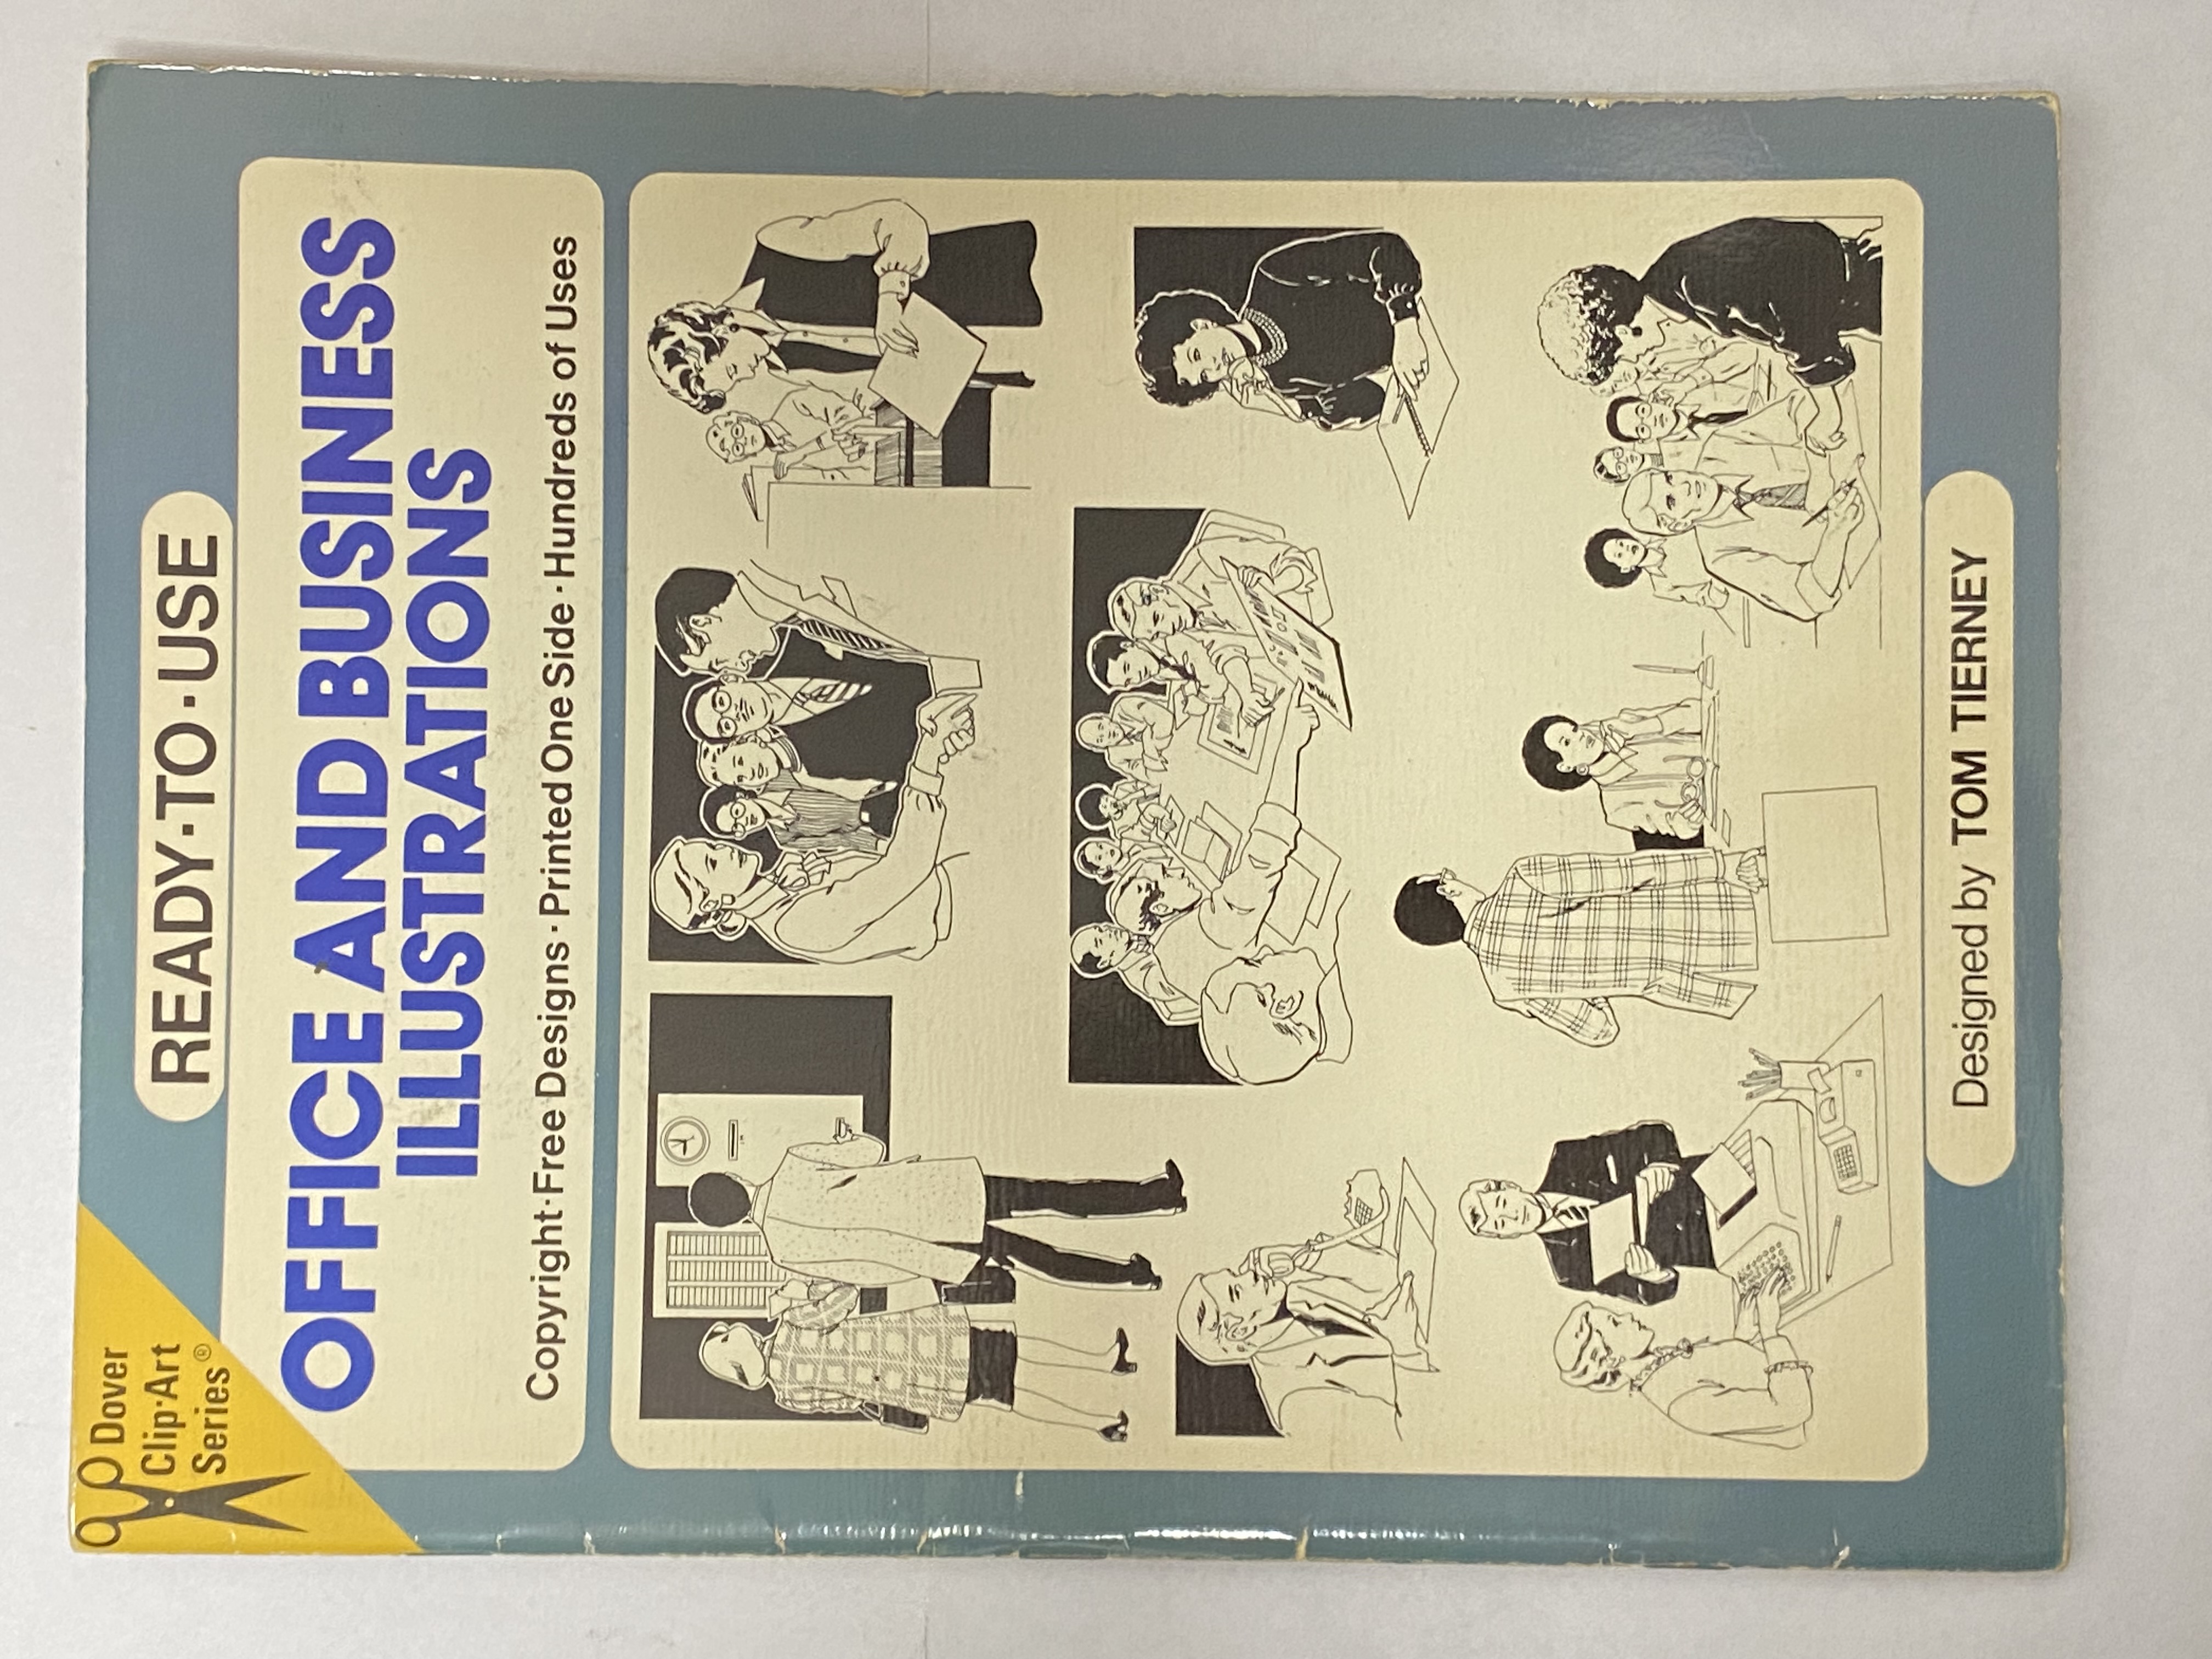 Dover
Clip·Art
Series®
READY·TO·USE
OFFICE AND BUSINESS
ILLUSTRATIONS
Copyright·Free Designs · Printed One Side · Hundreds of Uses
Designed by TOM TIERNEY